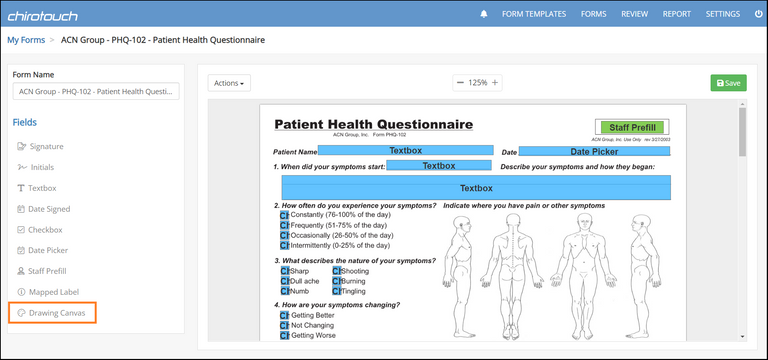 chirotouch
FORM TEMPLATES FORMS REVIEW REPORT SETTINGS
My Forms > ACN Group - PHQ-102 - Patient Health Questionnaire
Form Name
ACN Group - PHQ-102 - Patient Health Questi...
Fields
Signature
Initials
Textbox
Date Signed
Checkbox
Date Picker
Staff Prefill
Mapped Label
Drawing Canvas
Actions
125%
Save
Patient Health Questionnaire
ACN Group, Inc. Form PHQ-102
Staff Prefill
ACN Group, Inc. Use Only rev 3/27/2003
Patient Name Textbox Date Date Picker
1. When did your symptoms start: Textbox Describe your symptoms and how they began:
Textbox
2. How often do you experience your symptoms? Indicate where you have pain or other symptoms
Constantly (76-100% of the day)
Frequently (51-75% of the day)
Occasionally (26-50% of the day)
Intermittently (0-25% of the day)
3. What describes the nature of your symptoms?
Sharp Shooting
Dull ache Burning
Numb Tingling
4. How are your symptoms changing?
Getting Better
Not Changing
Getting Worse